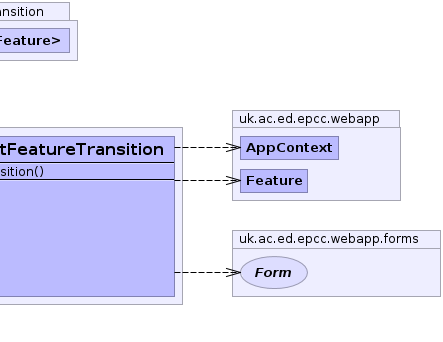 nsition
Feature>
uk.ac.ed.epcc.webapp
tFeatureTransition
AppContext
sition()
Feature
uk.ac.ed.epcc.webapp.forms
Form